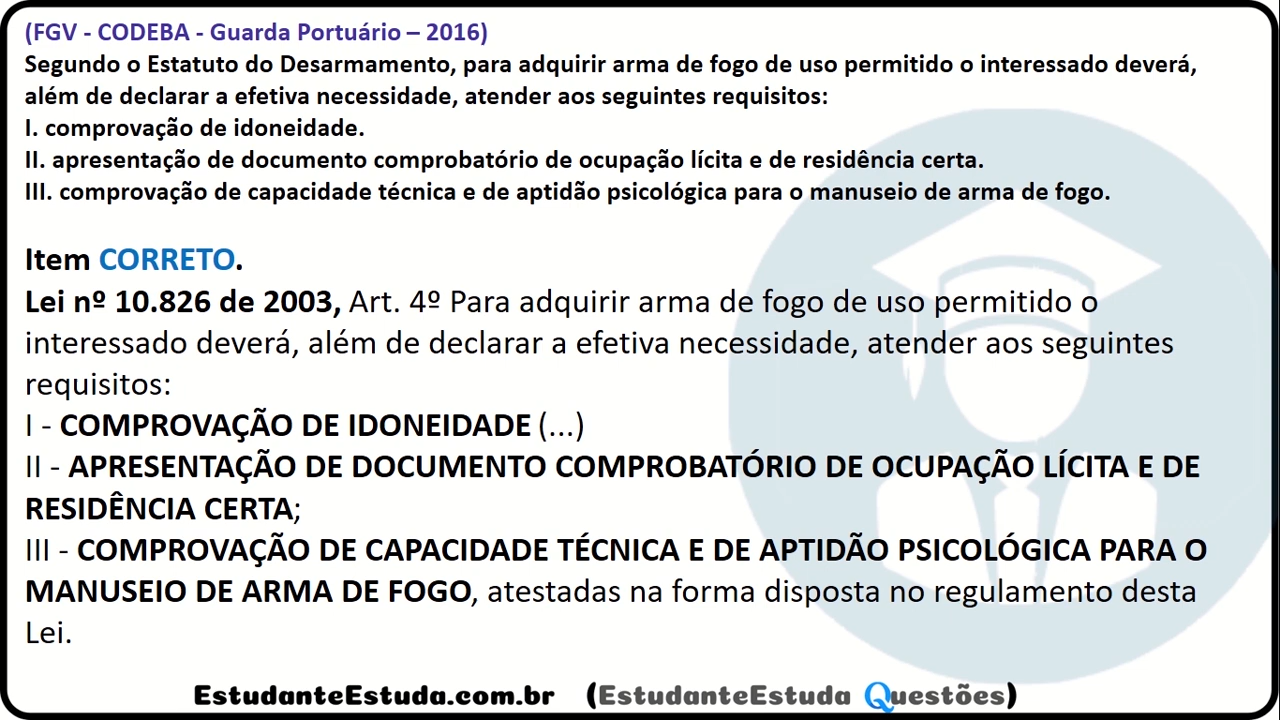 (FGV - CODEBA - Guarda Portuário – 2016)
Segundo o Estatuto do Desarmamento, para adquirir arma de fogo de uso permitido o interessado deverá,
além de declarar a efetiva necessidade, atender aos seguintes requisitos:
I. comprovação de idoneidade.
II. apresentação de documento comprobatório de ocupação lícita e de residência certa.
III. comprovação de capacidade técnica e de aptidão psicológica para o manuseio de arma de fogo.
Item CORRETO.
Lei nº 10.826 de 2003, Art. 4º Para adquirir arma de fogo de uso permitido o
interessado deverá, além de declarar a efetiva necessidade, atender aos seguintes
requisitos:
I - COMPROVAÇÃO DE IDONEIDADE (...)
II - APRESENTAÇÃO DE DOCUMENTO COMPROBATÓRIO DE OCUPAÇÃO LÍCITA E DE
RESIDÊNCIA CERTA;
III - COMPROVAÇÃO DE CAPACIDADE TÉCNICA E DE APTIDÃO PSICOLÓGICA PARA O
MANUSEIO DE ARMA DE FOGO, atestadas na forma disposta no regulamento desta
Lei.
EstudanteEstuda.com.br (EstudanteEstuda Questões)